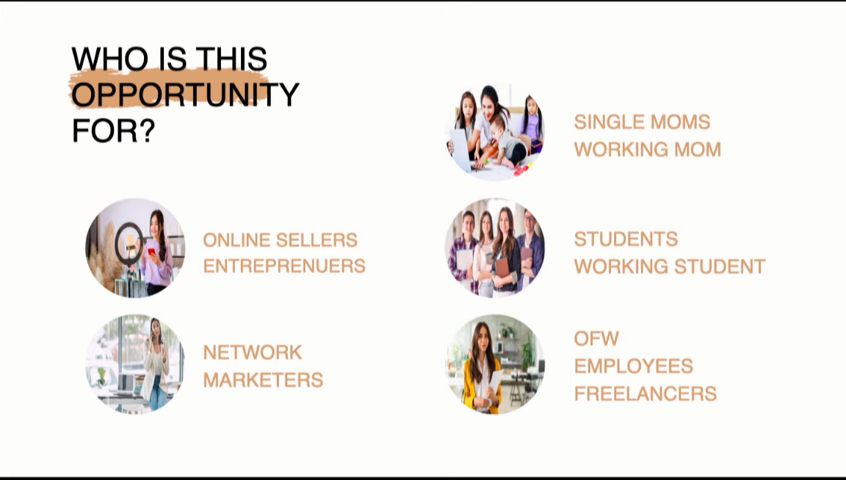 WHO IS THIS
OPPORTUNITY
FOR?
ONLINE SELLERS
ENTREPRENUERS
NETWORK
MARKETERS
SINGLE MOMS
WORKING MOM
STUDENTS
WORKING STUDENT
OFW
EMPLOYEES
FREELANCERS